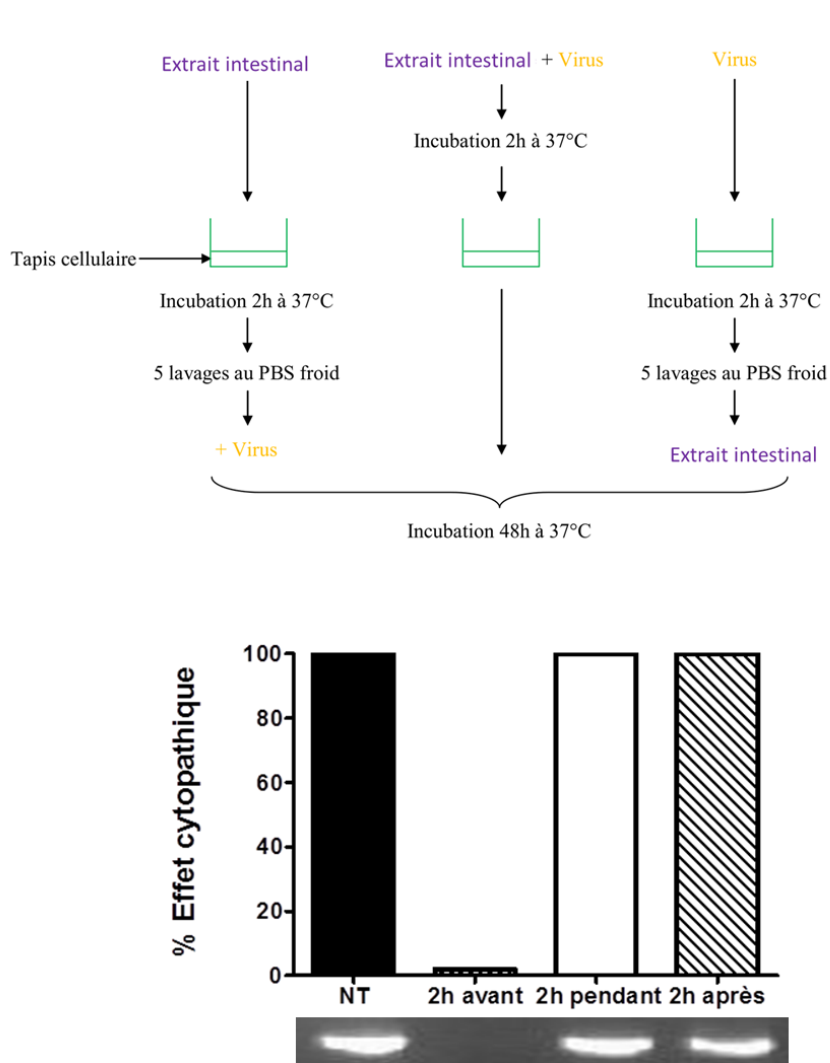 Extrait intestinal
Extrait intestinal + Virus
Virus
Incubation 2h à 37°C
Tapis cellulaire
Incubation 2h à 37°C
Incubation 2h à 37°C
5 lavages au PBS froid
5 lavages au PBS froid
+ Virus
Extrait intestinal
Incubation 48h à 37°C
% Effet cytopathique
100
80
60
40
20
0
NT 2h avant 2h pendant 2h après